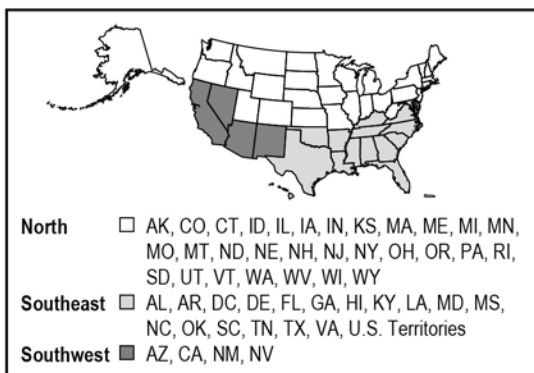 North AK, CO, CT, ID, IL, IA, IN, KS, MA, ME, MI, MN,
MO, MT, ND, NE, NH, NJ, NY, OH, OR, PA, RI,
SD, UT, VT, WA, WV, WI, WY
Southeast AL, AR, DC, DE, FL, GA, HI, KY, LA, MD, MS,
NC, OK, SC, TN, TX, VA, U.S. Territories
Southwest AZ, CA, NM, NV